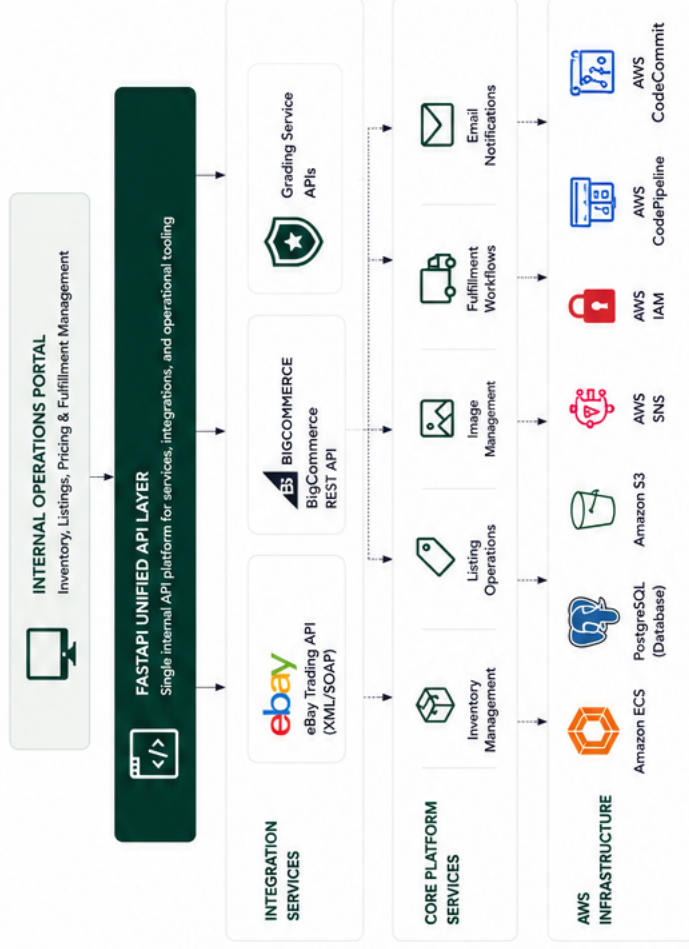 INTERNAL OPERATIONS PORTAL
Inventory, Listings, Pricing & Fulfillment Management
</>
FASTAPI UNIFIED API LAYER
Single internal API platform for services, integrations, and operational tooling
INTEGRATION
SERVICES
ebay
eBay Trading API
(XML/SOAP)
B
BIGCOMMERCE
BigCommerce
REST API
Grading Service
APIs
CORE PLATFORM
SERVICES
Inventory
Management
Listing
Operations
Image
Management
Fulfillment
Workflows
Email
Notifications
AWS
INFRASTRUCTURE
Amazon ECS
PostgreSQL
(Database)
Amazon S3
AWS
SNS
AWS
IAM
AWS
CodePipeline
AWS
CodeCommit